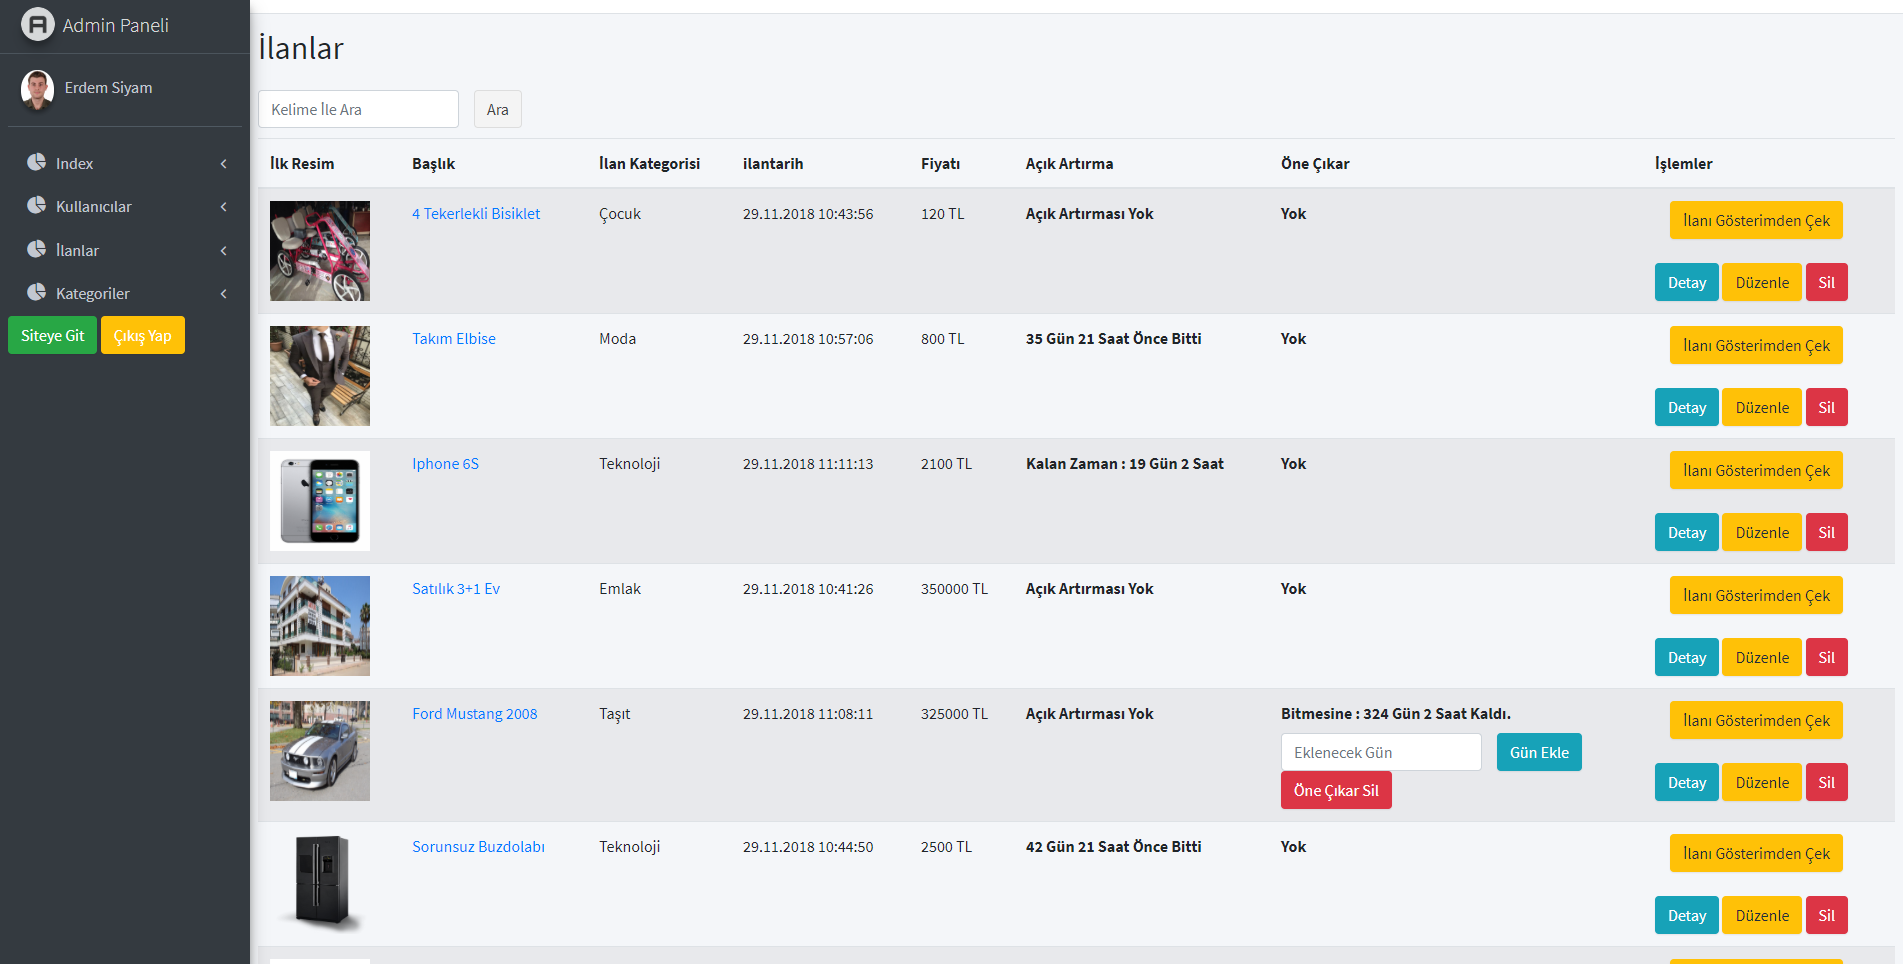 Admin Paneli
Erdem Siyam
Index
Kullanıcılar
İlanlar
Kategoriler
Siteye Git Çıkış Yap
İlanlar
Kelime İle Ara Ara
İlk Resim Başlık İlan Kategorisi ilantarih Fiyatı Açık Artırma Öne Çıkar İşlemler
4 Tekerlekli Bisiklet Çocuk 29.11.2018 10:43:56 120 TL Açık Artırması Yok Yok İlanı Gösterimden Çek
Detay Düzenle Sil
Takım Elbise Moda 29.11.2018 10:57:06 800 TL 35 Gün 21 Saat Önce Bitti Yok İlanı Gösterimden Çek
Detay Düzenle Sil
Iphone 6S Teknoloji 29.11.2018 11:11:13 2100 TL Kalan Zaman : 19 Gün 2 Saat Yok İlanı Gösterimden Çek
Detay Düzenle Sil
Satılık 3+1 Ev Emlak 29.11.2018 10:41:26 350000 TL Açık Artırması Yok Yok İlanı Gösterimden Çek
Detay Düzenle Sil
Ford Mustang 2008 Taşıt 29.11.2018 11:08:11 325000 TL Açık Artırması Yok Bitmesine : 324 Gün 2 Saat Kaldı. İlanı Gösterimden Çek
Eklenecek Gün Gün Ekle
Öne Çıkar Sil Detay Düzenle Sil
Sorunsuz Buzdolabı Teknoloji 29.11.2018 10:44:50 2500 TL 42 Gün 21 Saat Önce Bitti Yok İlanı Gösterimden Çek
Detay Düzenle Sil